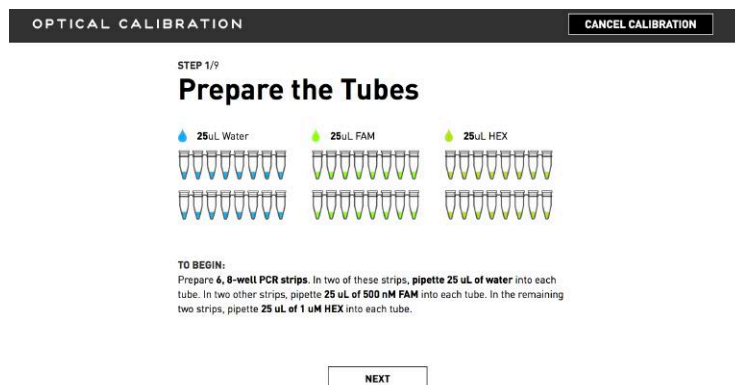 OPTICAL CALIBRATION
CANCEL CALIBRATION
STEP 1/9
Prepare the Tubes
25uL Water
25uL FAM
25uL HEX
TO BEGIN:
Prepare 6, 8-well PCR strips. In two of these strips, pipette 25 uL of water into each
tube. In two other strips, pipette 25 uL of 500 nM FAM into each tube. In the remaining
two strips, pipette 25 uL of 1 uM HEX into each tube.
NEXT